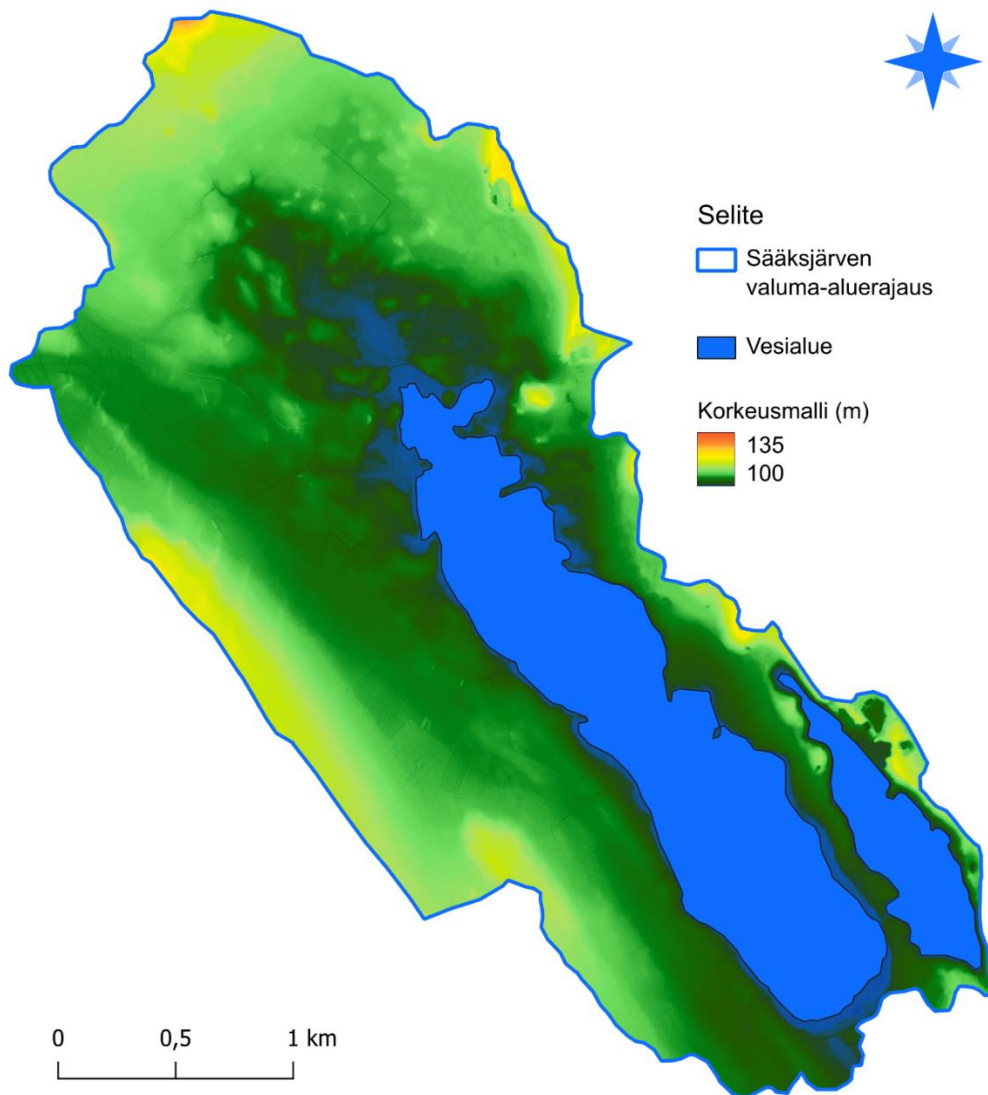 Selite
Sääksjärven
valuma-aluerajaus
Vesialue
Korkeusmalli (m)
135
100
0
0,5
1 km